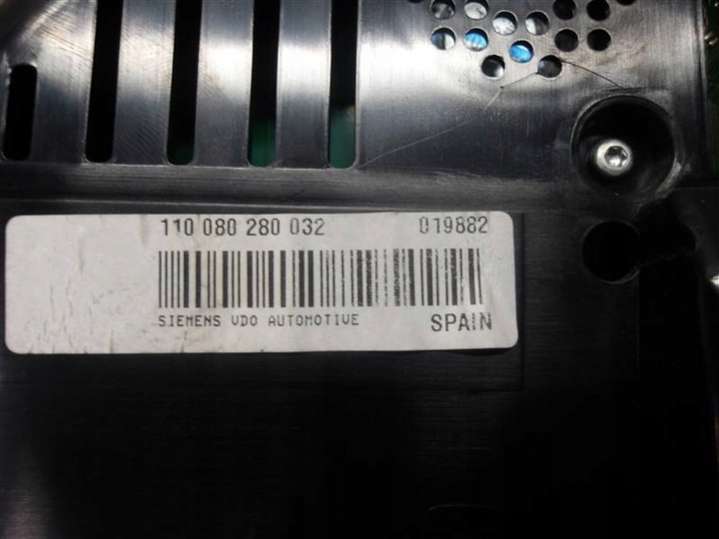 110 080 280 032 019882
SIEMENS VDO AUTOMOTIVE SPAIN